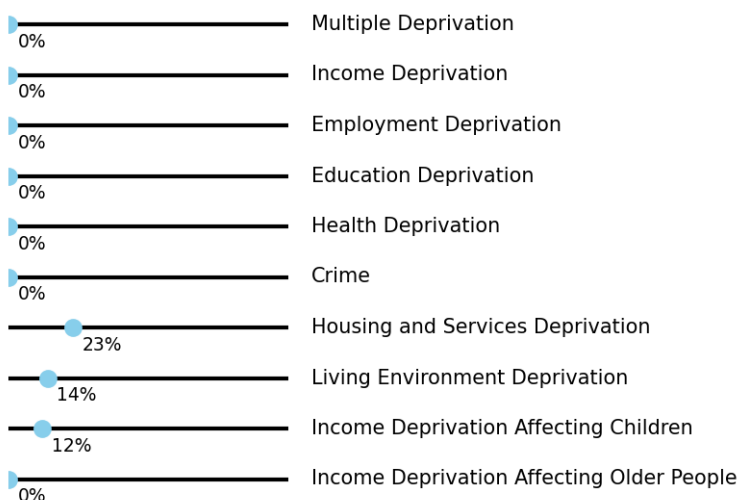 Multiple Deprivation
0%
Income Deprivation
0%
Employment Deprivation
0%
Education Deprivation
0%
Health Deprivation
0%
Crime
0%
Housing and Services Deprivation
23%
Living Environment Deprivation
14%
Income Deprivation Affecting Children
12%
Income Deprivation Affecting Older People
0%